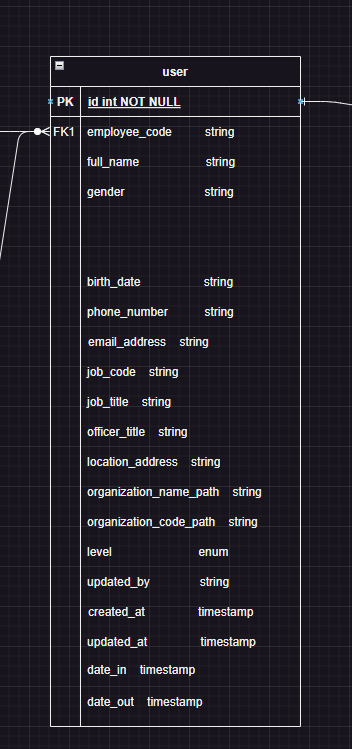 user
PK id int NOT NULL
FK1 employee_code string
full_name string
gender string
birth_date string
phone_number string
email_address string
job_code string
job_title string
officer_title string
location_address string
organization_name_path string
organization_code_path string
level enum
updated_by string
created_at timestamp
updated_at timestamp
date_in timestamp
date_out timestamp